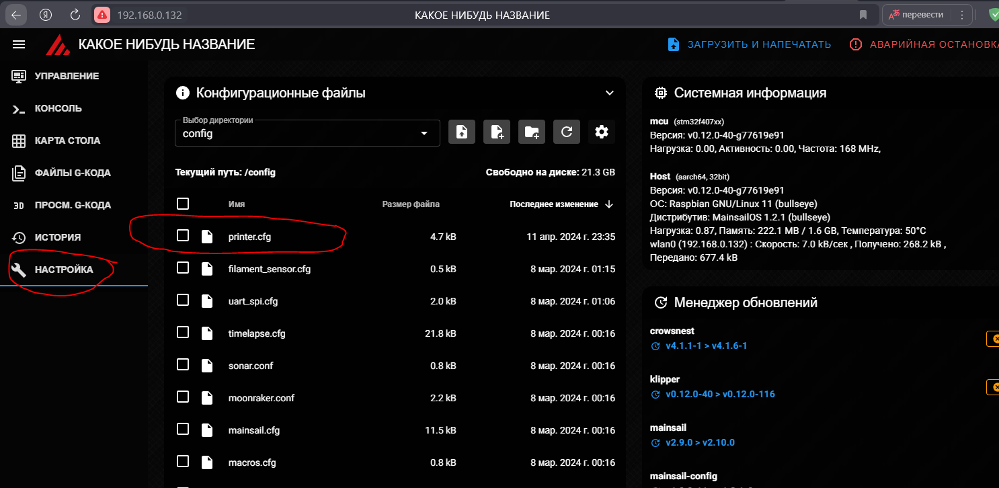 192.168.0.132
КАКОЕ НИБУДЬ НАЗВАНИЕ
перевести
КАКОЕ НИБУДЬ НАЗВАНИЕ
ЗАГРУЗИТЬ И НАПЕЧАТАТЬ
АВАРИЙНАЯ ОСТАНОВКА
УПРАВЛЕНИЕ
КОНСОЛЬ
КАРТА СТОЛА
ФАЙЛЫ G-КОДА
3D ПРОСМ. G-КОДА
ИСТОРИЯ
НАСТРОЙКА
Конфигурационные файлы
Выбор директории
config
Текущий путь: /config
Свободно на диске: 21.3 GB
Имя Размер файла Последнее изменение
printer.cfg 4.7 kB 11 апр. 2024 г. 23:35
filament_sensor.cfg 0.5 kB 8 мар. 2024 г. 01:15
uart_spi.cfg 2.0 kB 8 мар. 2024 г. 01:06
timelapse.cfg 21.8 kB 8 мар. 2024 г. 00:16
sonar.conf 0.8 kB 8 мар. 2024 г. 00:16
moonraker.conf 2.2 kB 8 мар. 2024 г. 00:16
mainsail.cfg 11.5 kB 8 мар. 2024 г. 00:16
macros.cfg 0.8 kB 8 мар. 2024 г. 00:16
Системная информация
mcu (stm32f407xx)
Версия: v0.12.0-40-g77619e91
Нагрузка: 0.00, Активность: 0.00, Частота: 168 MHz,
Host (aarch64, 32bit)
Версия: v0.12.0-40-g77619e91
ОС: Raspbian GNU/Linux 11 (bullseye)
Дистрибутив: MainsailOS 1.2.1 (bullseye)
Нагрузка: 0.87, Память: 222.1 MB / 1.6 GB, Температура: 50°C
wlan0 (192.168.0.132) : Скорость: 7.0 kB/сек , Получено: 268.2 kB ,
Передано: 677.4 kB
Менеджер обновлений
crowsnest
v4.1.1-1 > v4.1.6-1
klipper
v0.12.0-40 > v0.12.0-116
mainsail
v2.9.0 > v2.10.0
mainsail-config